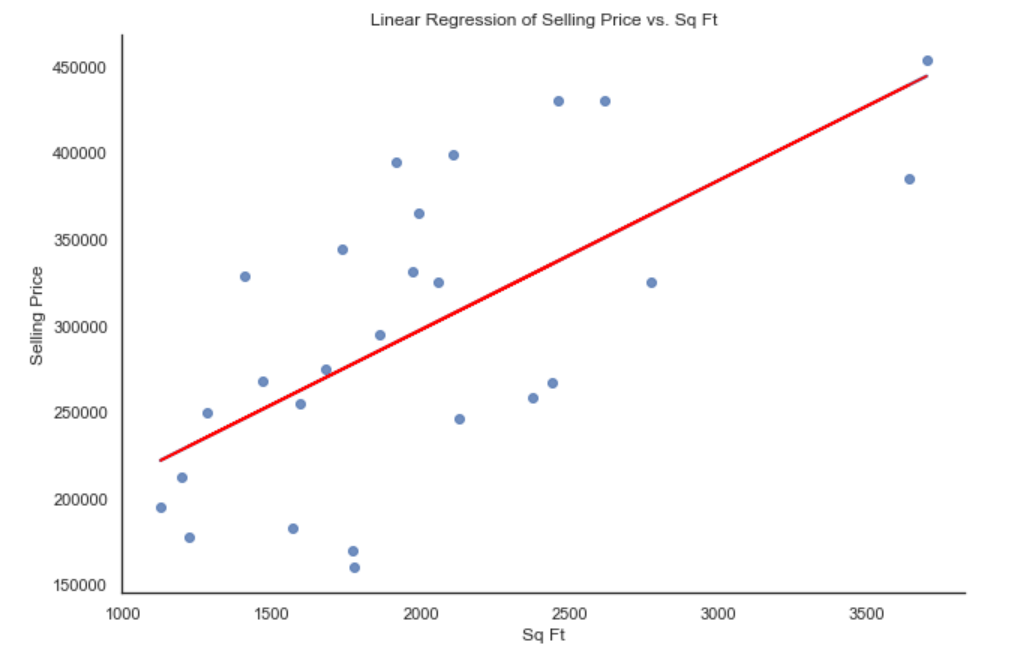 Linear Regression of Selling Price vs. Sq Ft
450000
400000
350000
300000
250000
200000
150000
Selling Price
1000 1500 2000 2500 3000 3500
Sq Ft